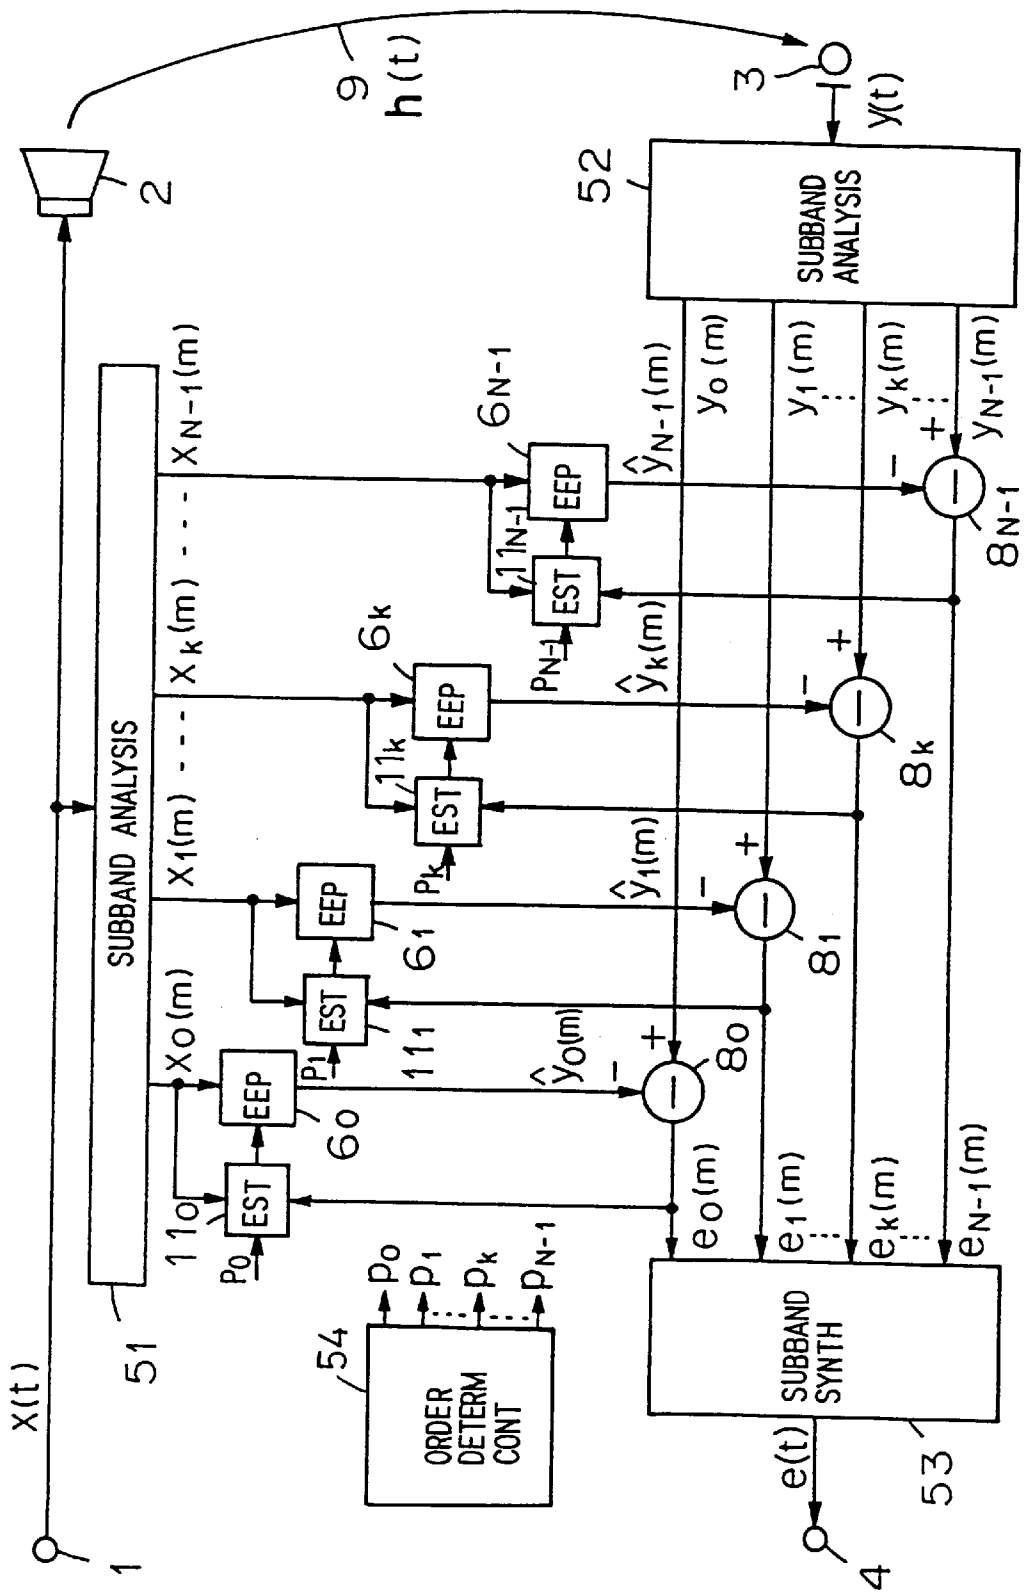 X(t)
1
2
9
h(t)
3
y(t)
51
SUBBAND ANALYSIS
X0(m)
X1(m) - - - -
Xk(m) - - - -
XN-1(m)
110
EST
P0
EEP
60
ŷ0(m)
111
EST
P1
EEP
61
ŷ1(m)
11k
EST
Pk
EEP
6k
ŷk(m)
11N-1
EST
PN-1
EEP
6N-1
ŷN-1(m)
54
ORDER
DETERM
CONT
P0
P1
Pk
PN-1
52
SUBBAND
ANALYSIS
y0(m)
y1(m)
yk(m)
yN-1(m)
+
−
−
80
+
−
−
81
+
−
−
8k
+
−
−
8N-1
e0(m)
e1(m)
ek(m)
eN-1(m)
SUBBAND
SYNTH
53
e(t)
4